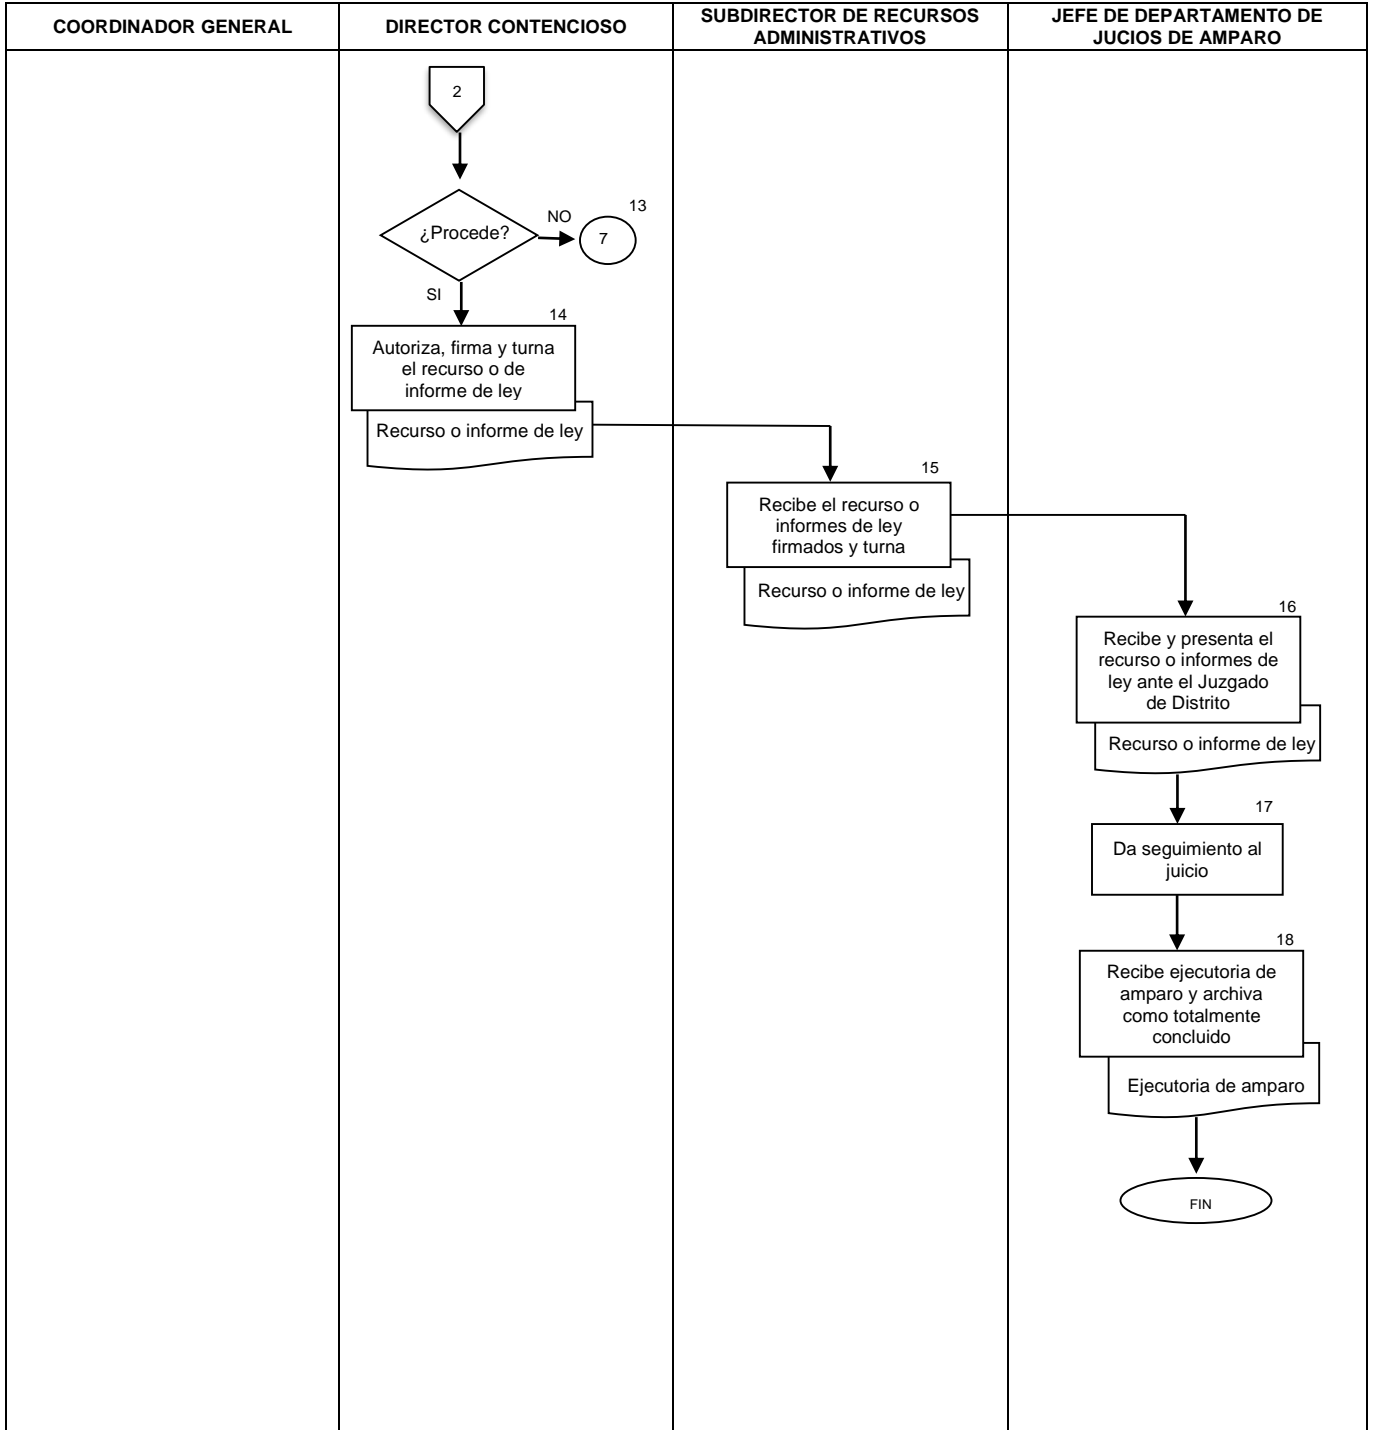 COORDINADOR GENERAL
DIRECTOR CONTENCIOSO
SUBDIRECTOR DE RECURSOS
ADMINISTRATIVOS
JEFE DE DEPARTAMENTO DE
JUCIOS DE AMPARO
2
¿Procede?
NO
13
7
SI
14
Autoriza, firma y turna
el recurso o de
informe de ley
Recurso o informe de ley
15
Recibe el recurso o
informes de ley
firmados y turna
Recurso o informe de ley
16
Recibe y presenta el
recurso o informes de
ley ante el Juzgado
de Distrito
Recurso o informe de ley
17
Da seguimiento al
juicio
18
Recibe ejecutoria de
amparo y archiva
como totalmente
concluido
Ejecutoria de amparo
FIN